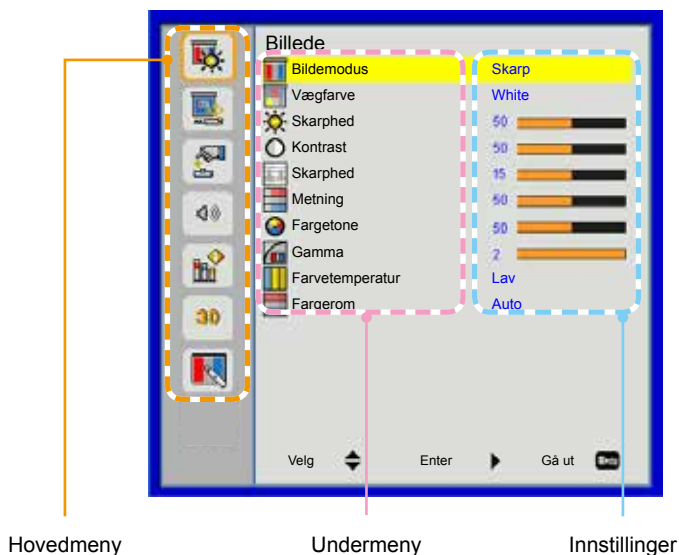 Billede
Bildemodus Skarp
Vægfarve White
Skarphed 50
Kontrast 50
Skarphed 15
Metning 50
Fargetone 50
Gamma 2
Farvetemperatur Lav
Fargerom Auto
3D
Velg Enter Gå ut Exit
Hovedmeny Undermeny Innstillinger